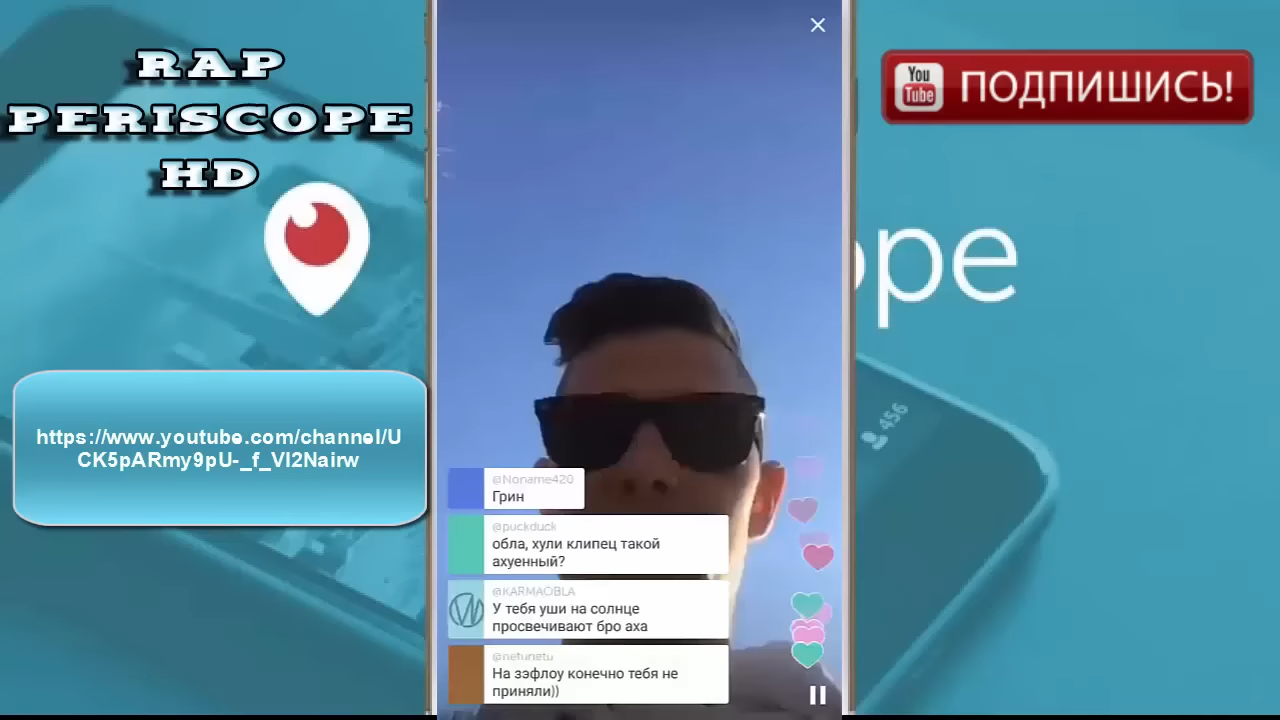 RAP
PERISCOPE
HD
https://www.youtube.com/channel/U
CK5pARmy9pU-_f_Vl2Nairw
@Noname420
Грин
@puckduck
обла, хули клипец такой
ахуенный?
@KARMAOBLA
У тебя уши на солнце
просвечивают бро аха
@netunetu
На зэфлоу конечно тебя не
приняли))
You
Tube
ПОДПИШИСЬ!
ope
456